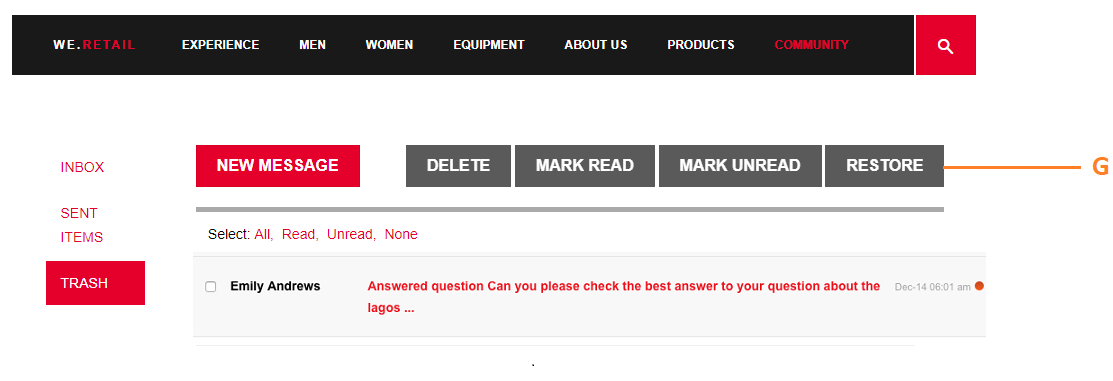 WE.RETAIL EXPERIENCE MEN WOMEN EQUIPMENT ABOUT US PRODUCTS COMMUNITY
NEW MESSAGE DELETE MARK READ MARK UNREAD RESTORE G
INBOX
SENT
ITEMS
TRASH
Select: All, Read, Unread, None
Emily Andrews Answered question Can you please check the best answer to your question about the Dec-14 06:01 am
lagos ...